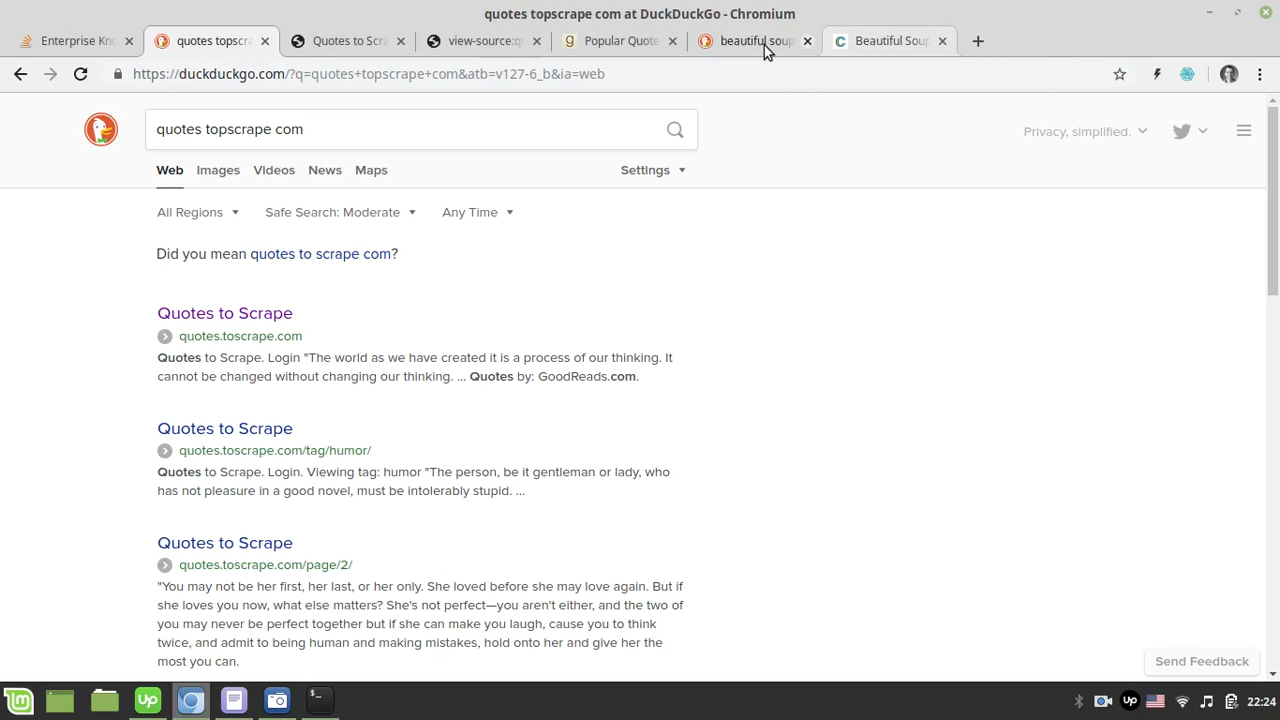 quotes topscrape com at DuckDuckGo - Chromium
Enterprise Kno
quotes topscra
Quotes to Scra
view-source:qu
Popular Quote
beautiful soup
Beautiful Soup
https://duckduckgo.com/?q=quotes+topscrape+com&atb=v127-6_b&ia=web
quotes topscrape com
Privacy, simplified.
Web Images Videos News Maps Settings
All Regions Safe Search: Moderate Any Time
Did you mean quotes to scrape com?
Quotes to Scrape
quotes.toscrape.com
Quotes to Scrape. Login "The world as we have created it is a process of our thinking. It
cannot be changed without changing our thinking. ... Quotes by: GoodReads.com.
Quotes to Scrape
quotes.toscrape.com/tag/humor/
Quotes to Scrape. Login. Viewing tag: humor "The person, be it gentleman or lady, who
has not pleasure in a good novel, must be intolerably stupid. ...
Quotes to Scrape
quotes.toscrape.com/page/2/
"You may not be her first, her last, or her only. She loved before she may love again. But if
she loves you now, what else matters? She's not perfect—you aren't either, and the two of
you may never be perfect together but if she can make you laugh, cause you to think
twice, and admit to being human and making mistakes, hold onto her and give her the
most you can.
Send Feedback
22:24